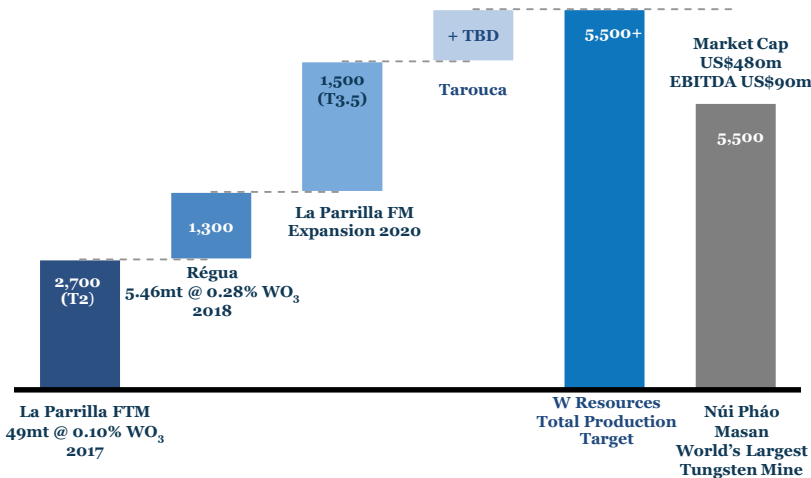 + TBD
Tarouca
5,500+
Market Cap
US$480m
EBITDA US$90m
1,500
(T3.5)
La Parrilla FM
Expansion 2020
5,500
1,300
Régua
5.46mt @ 0.28% WO₃
2018
2,700
(T2)
La Parrilla FTM
49mt @ 0.10% WO₃
2017
W Resources
Total Production
Target
Núi Pháo
Masan
World's Largest
Tungsten Mine